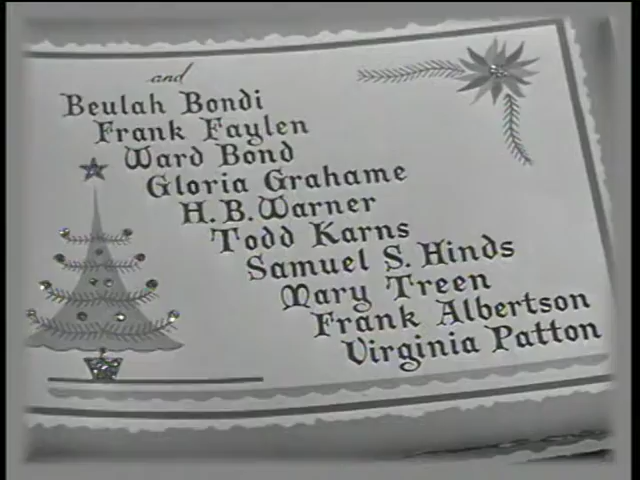 and
Beulah Bondi
Frank Faylen
Ward Bond
Gloria Grahame
H. B. Warner
Todd Karns
Samuel S. Hinds
Mary Treen
Frank Albertson
Virginia Patton